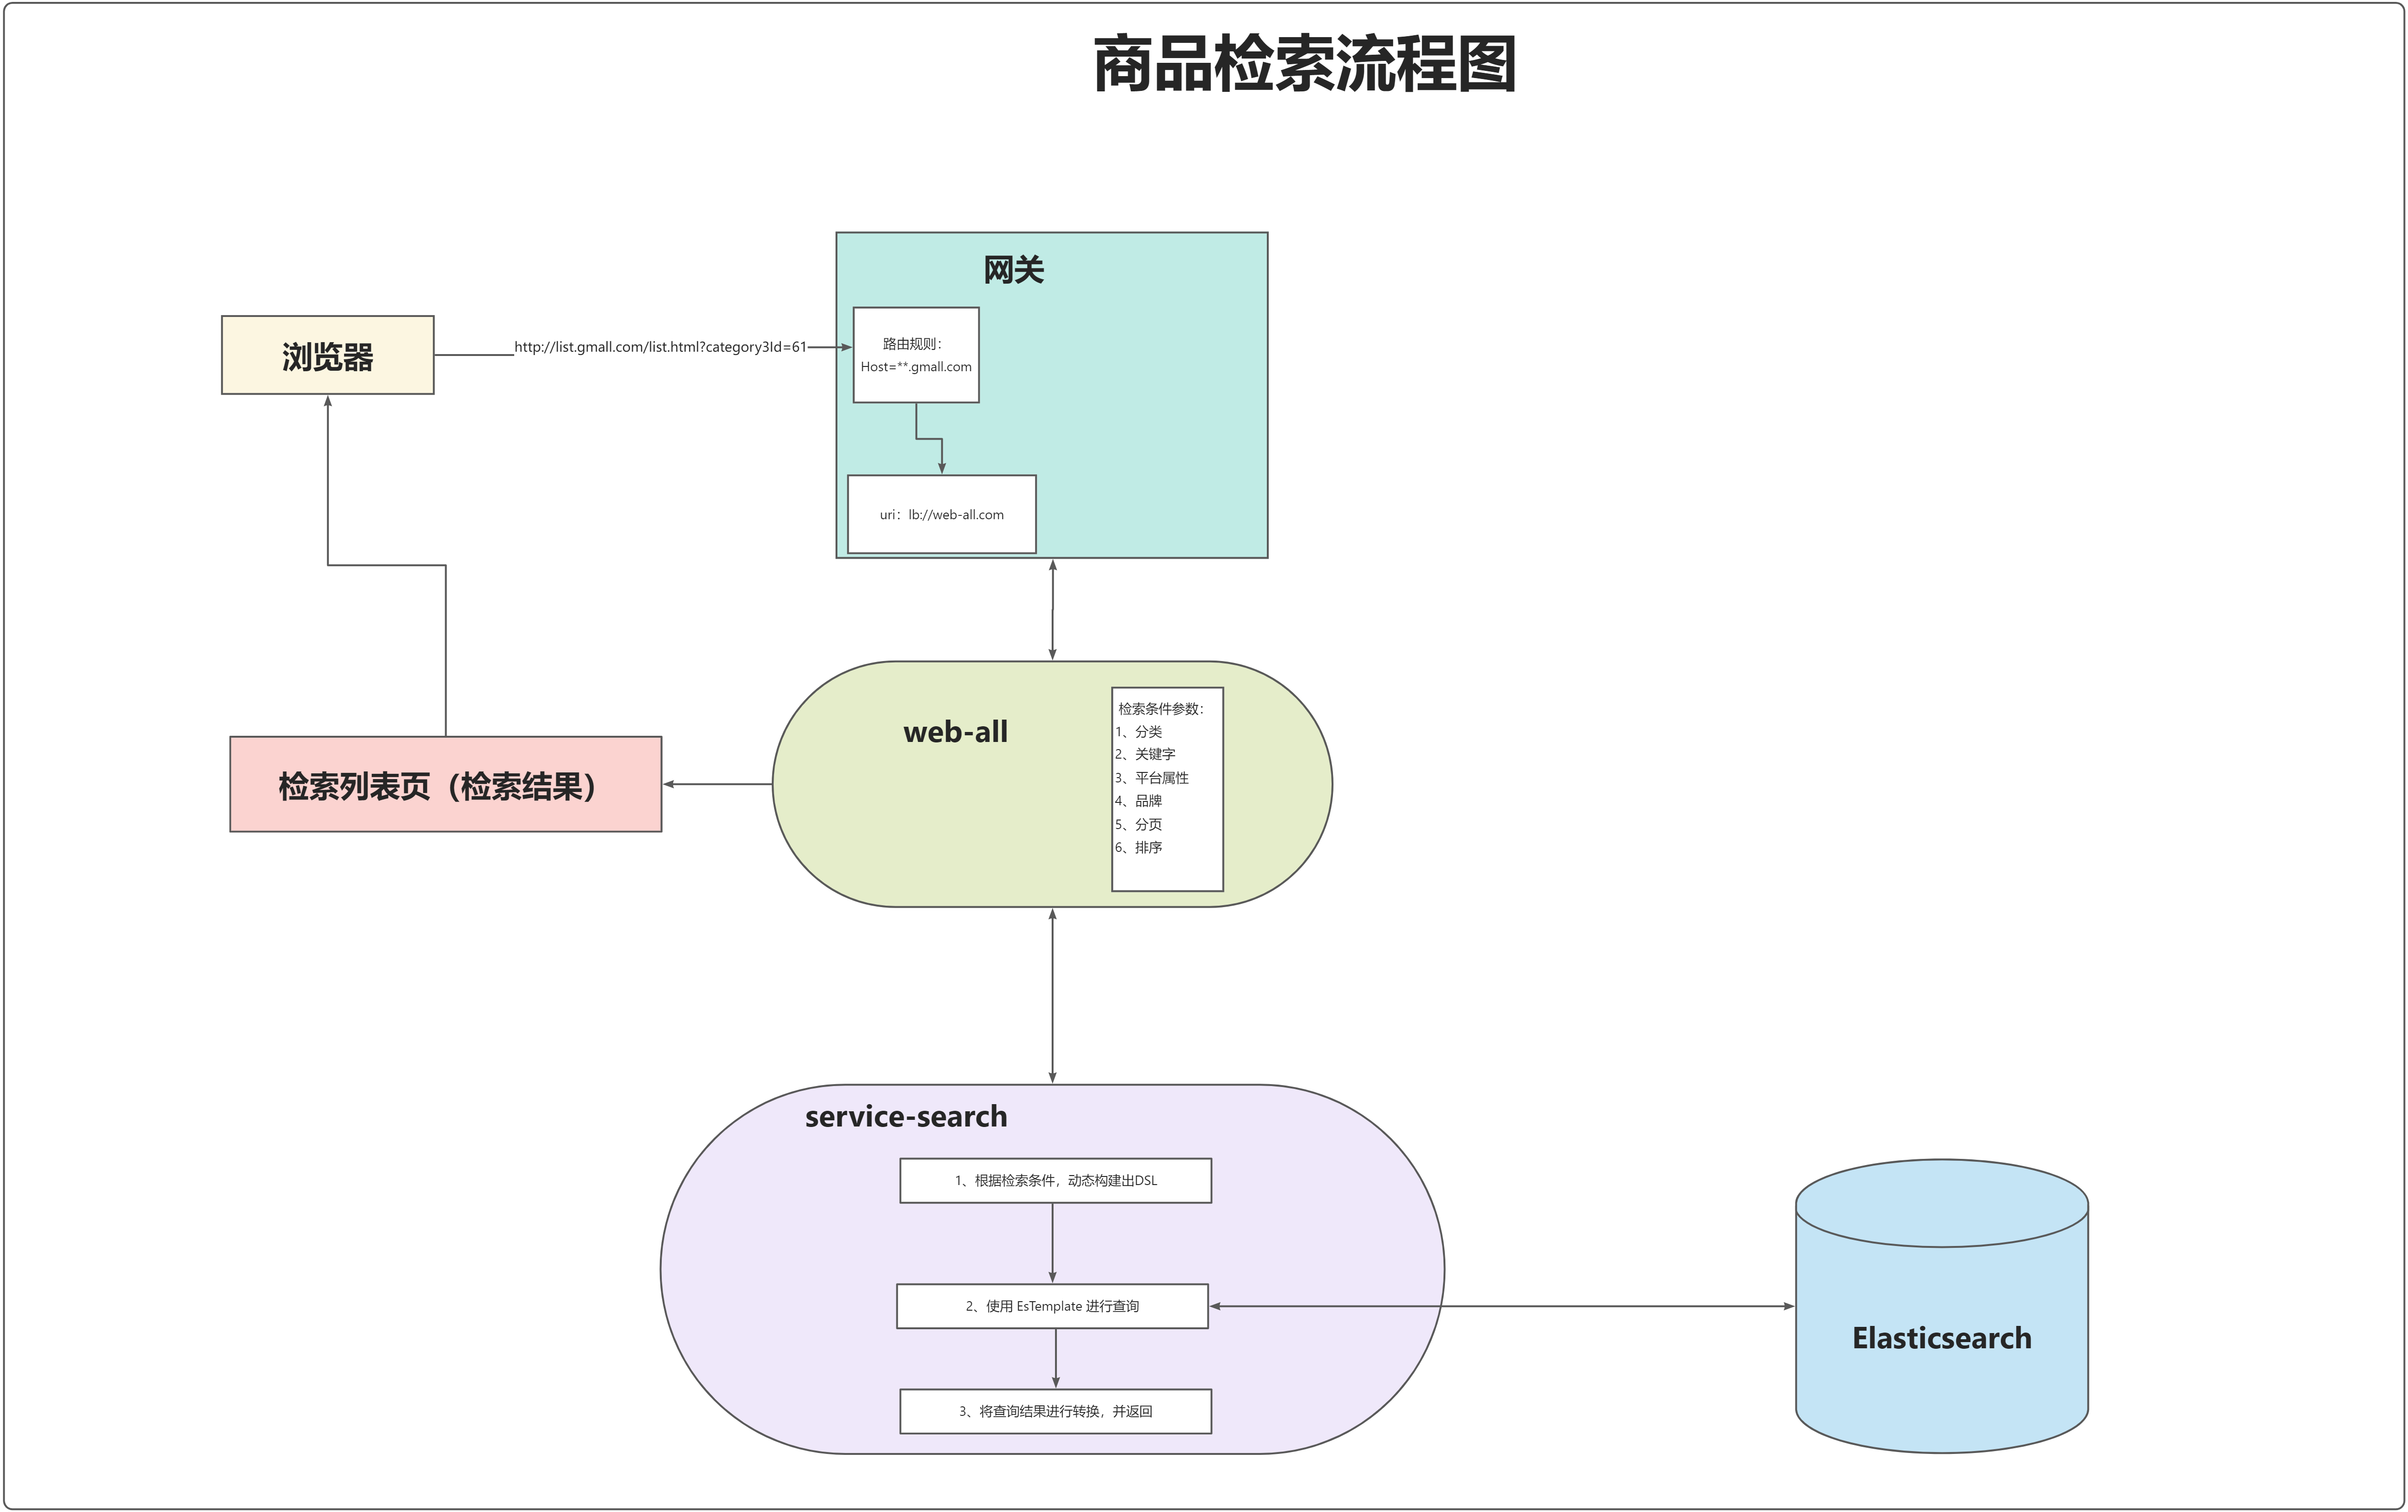 商品检索流程图
网关
浏览器
http://list.gmall.com/list.html?category3Id=61
路由规则：
Host=**.gmall.com
uri：lb://web-all.com
web-all
检索条件参数：
1、分类
2、关键字
3、平台属性
4、品牌
5、分页
6、排序
检索列表页（检索结果）
service-search
1、根据检索条件，动态构建出DSL
2、使用 EsTemplate 进行查询
3、将查询结果进行转换，并返回
Elasticsearch